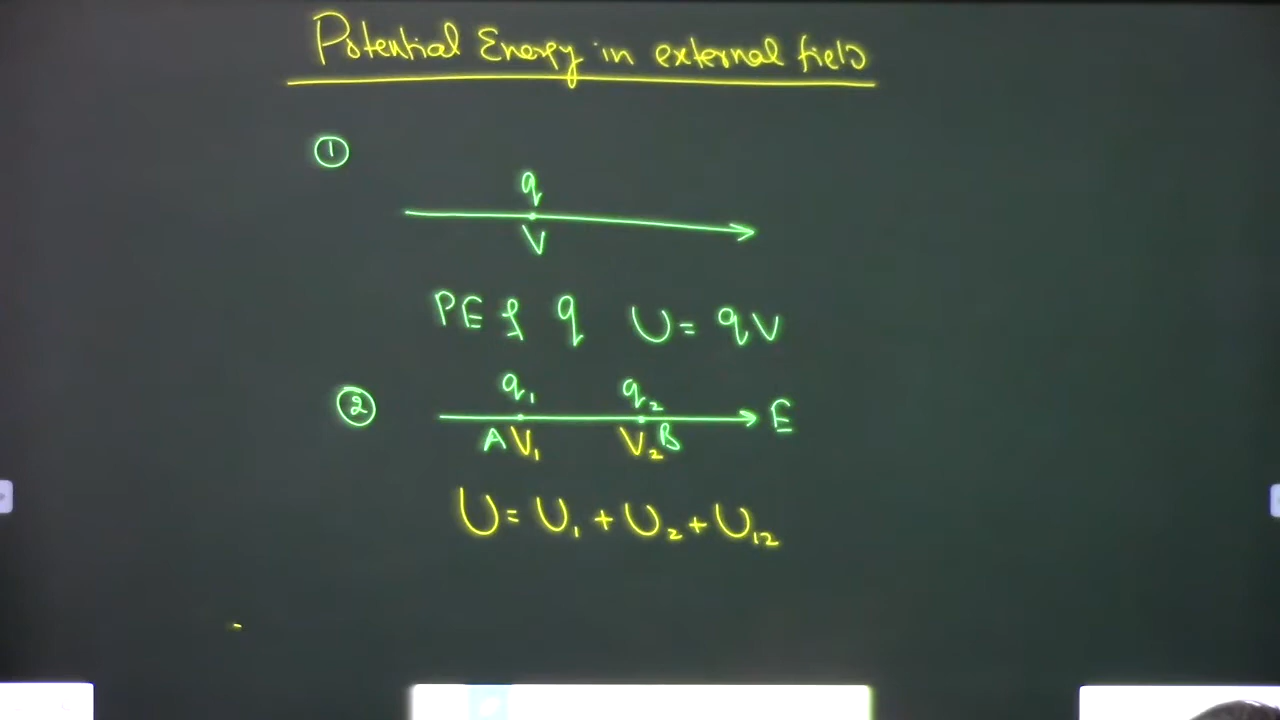 Potential Energy in external field
①
q
V
PE of q U = qV
②
q₁ q₂
E
A V₁ V₂ B
U = U₁ + U₂ + U₁₂